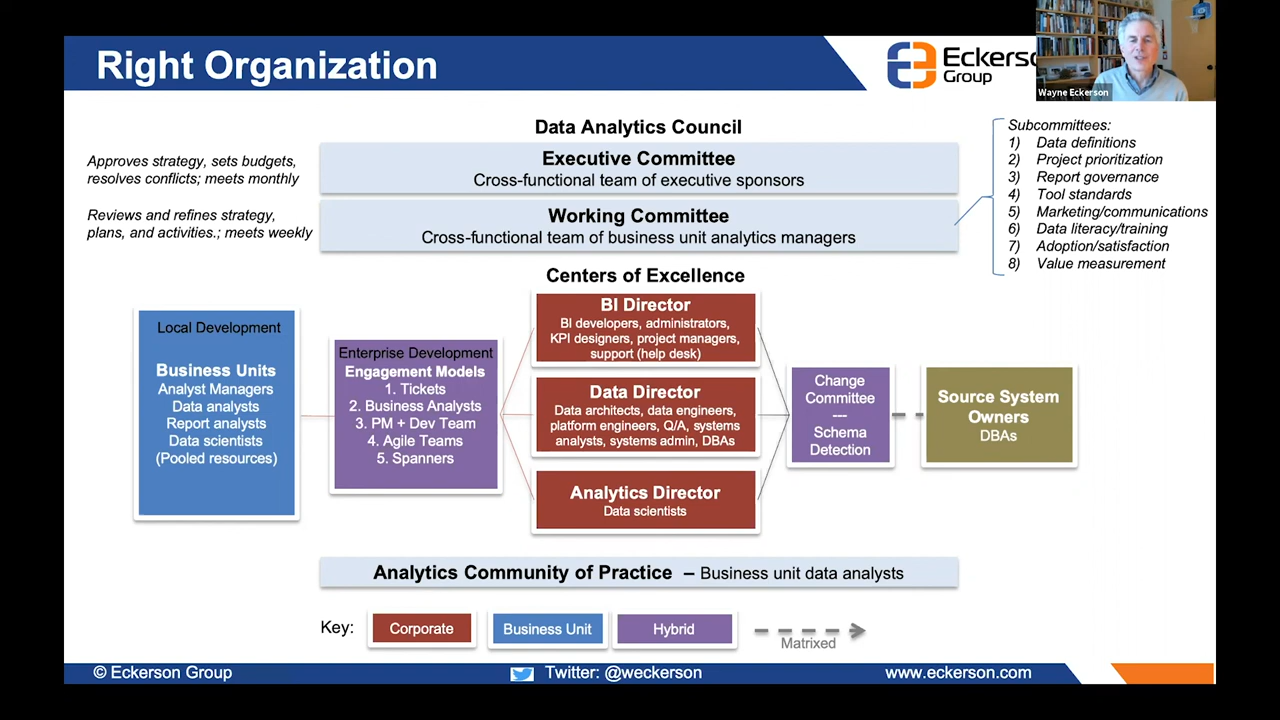 Right Organization
Eckerson
Group
Wayne Eckerson
Data Analytics Council
Approves strategy, sets budgets,
resolves conflicts; meets monthly
Executive Committee
Cross-functional team of executive sponsors
Reviews and refines strategy,
plans, and activities.; meets weekly
Working Committee
Cross-functional team of business unit analytics managers
Subcommittees:
1) Data definitions
2) Project prioritization
3) Report governance
4) Tool standards
5) Marketing/communications
6) Data literacy/training
7) Adoption/satisfaction
8) Value measurement
Centers of Excellence
Local Development
Business Units
Analyst Managers
Data analysts
Report analysts
Data scientists
(Pooled resources)
Enterprise Development
Engagement Models
1. Tickets
2. Business Analysts
3. PM + Dev Team
4. Agile Teams
5. Spanners
BI Director
BI developers, administrators,
KPI designers, project managers,
support (help desk)
Data Director
Data architects, data engineers,
platform engineers, Q/A, systems
analysts, systems admin, DBAs
Analytics Director
Data scientists
Change
Committee
---
Schema
Detection
Source System
Owners
DBAs
Analytics Community of Practice – Business unit data analysts
Key:
Corporate
Business Unit
Hybrid
Matrixed
© Eckerson Group
Twitter: @weckerson
www.eckerson.com